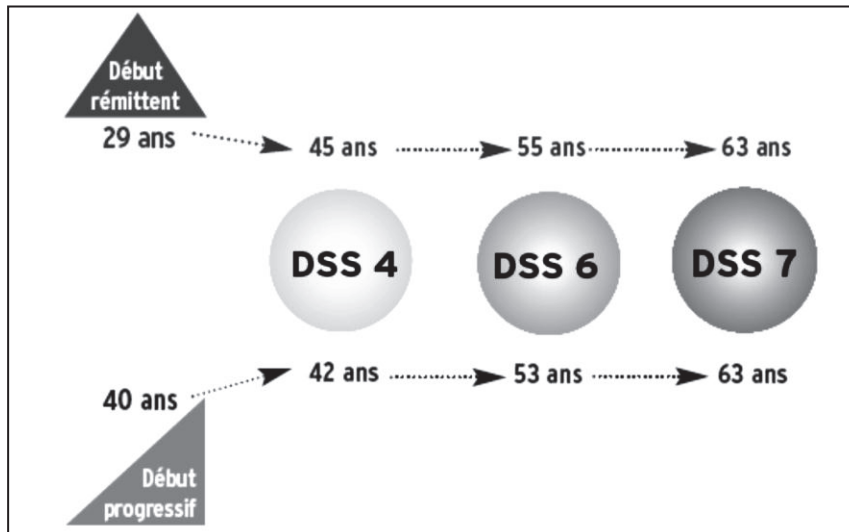 Début
rémittent
29 ans
45 ans
55 ans
63 ans
DSS 4
DSS 6
DSS 7
42 ans
53 ans
63 ans
40 ans
Début
progressif